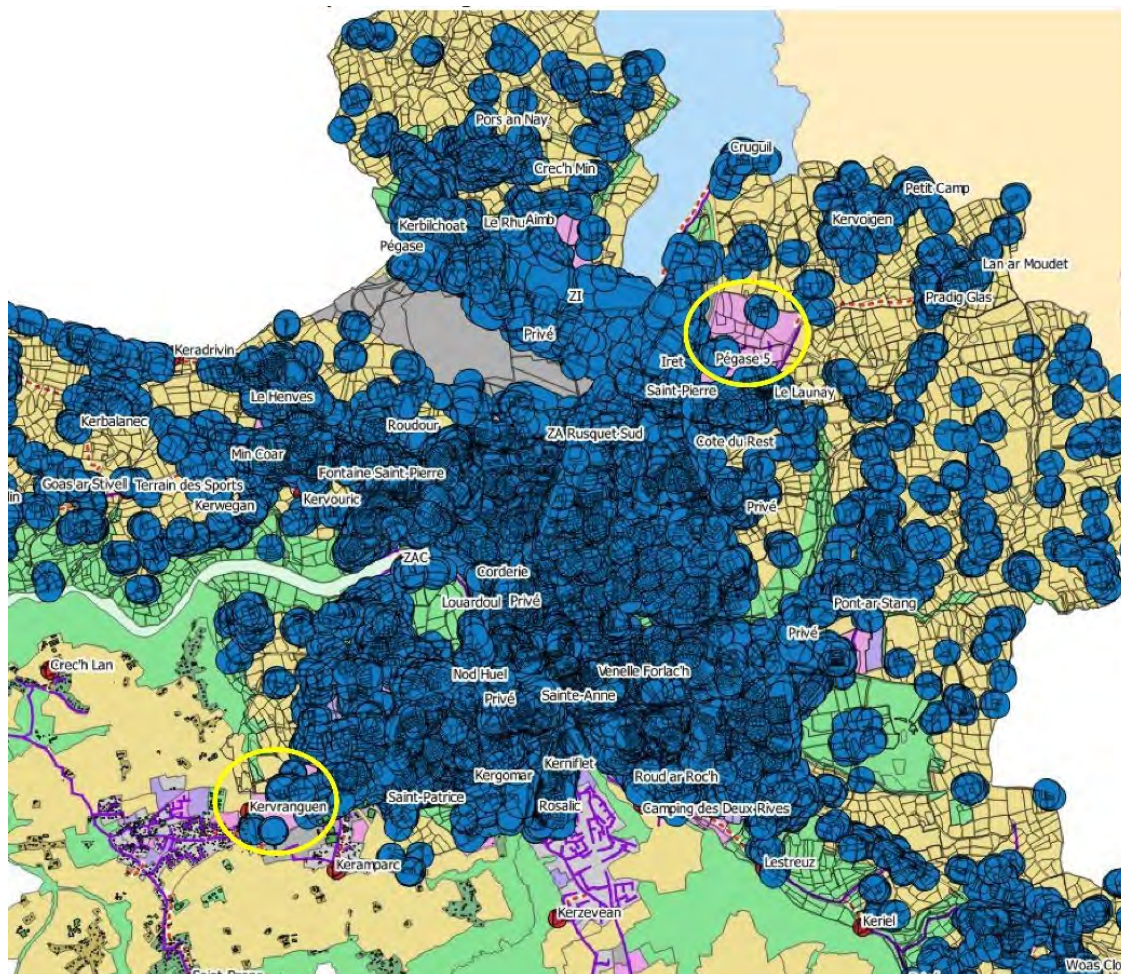 Pors an Nay
Crugüil
Crec'h Min
Petit Camp
Kerbilchoat
Le Rhu
Aimb
Kervoigen
Pégase
Lan ar Moudet
ZI
Pradig Glas
Privé
Keradrivin
Iret
Pégase 5
Saint-Pierre
Le Launay
Le Henves
Kerbalanec
Roudour
ZA Rusquet-Sud
Cote du Rest
Min Coar
Fontaine Saint-Pierre
Goas ar Stivell
Terrain des Sports
Kervouric
Kerwegan
Privé
ZAC
Corderie
Louardoul
Privé
Pont ar Stang
Privé
Crec'h Lan
Nod Huel
Venelle Forlac'h
Privé
Sainte-Anne
Kerniflet
Kergomar
Roud ar Roc'h
Kervranguen
Saint-Patrice
Rosalic
Camping des Deux Rives
Keramparc
Lestreuz
Kerzevean
Keriel
Woas Clo